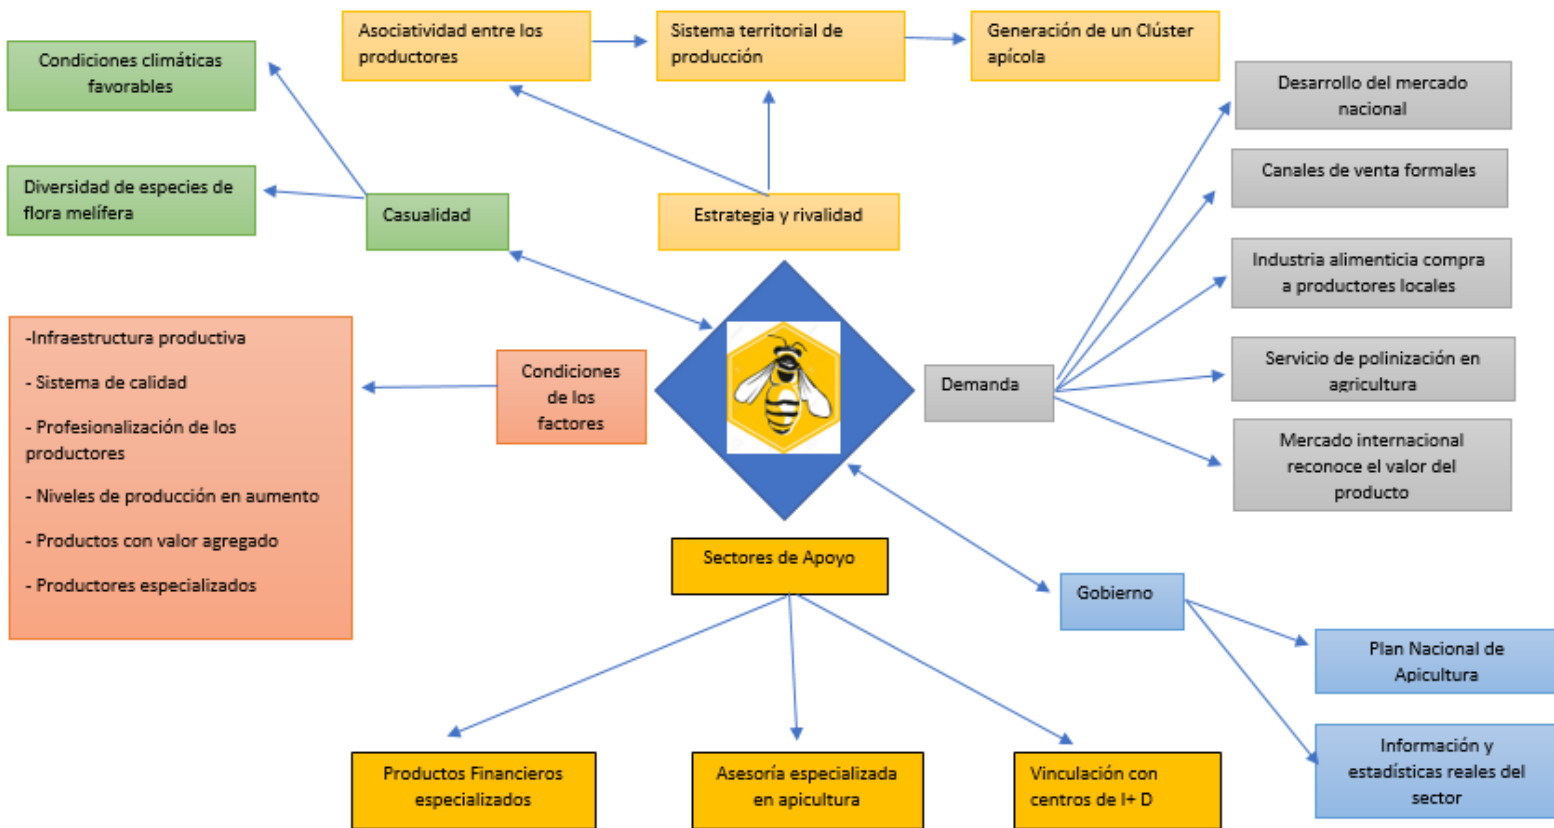 Asociatividad entre los
productores
Sistema territorial de
producción
Generación de un Clúster
apícola
Condiciones climáticas
favorables
Diversidad de especies de
flora melífera
Casualidad
Estrategia y rivalidad
Desarrollo del mercado
nacional
Canales de venta formales
Industria alimenticia compra
a productores locales
Servicio de polinización en
agricultura
Mercado internacional
reconoce el valor del
producto
Demanda
Condiciones
de los
factores
-Infraestructura productiva
- Sistema de calidad
- Profesionalización de los
productores
- Niveles de producción en aumento
- Productos con valor agregado
- Productores especializados
Sectores de Apoyo
Gobierno
Plan Nacional de
Apicultura
Información y
estadísticas reales del
sector
Productos Financieros
especializados
Asesoría especializada
en apicultura
Vinculación con
centros de I+ D